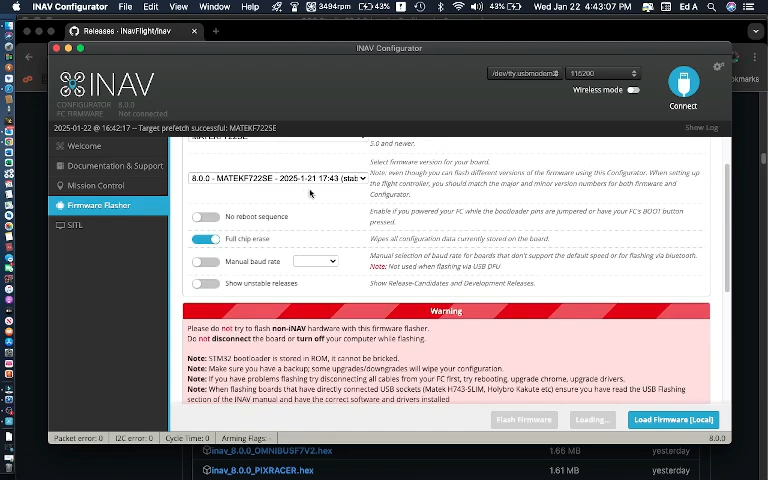 INAV Configurator File Edit View Window Help 3494rpm 43% 43% Wed Jan 22 4:43:07 PM Ed A
Releases · iNavFlight/inav
INAV Configurator
INAV
CONFIGURATOR 8.0.0
FC FIRMWARE Not connected
/dev/tty.usbmodem3
115200
Wireless mode
Connect
okmarks
2025-01-22 @ 16:42:17 -- Target prefetch successful: MATEKF722SE
Show Log
Welcome
Documentation & Support
Mission Control
Firmware Flasher
SITL
MATEKF722SE
5.0 and newer.
8.0.0 - MATEKF722SE - 2025-1-21 17:43 (stab
Select firmware version for your board.
Note: even though you can flash different versions of the firmware using this Configurator. When setting up
the flight controller, you should match the major and minor version numbers for both firmware and
Configurator.
No reboot sequence
Enable if you powered your FC while the bootloader pins are jumpered or have your FC's BOOT button
pressed.
Full chip erase
Wipes all configuration data currently stored on the board.
Manual baud rate
Manual selection of baud rate for boards that don't support the default speed or for flashing via bluetooth.
Note: Not used when flashing via USB DFU
Show unstable releases
Show Release-Candidates and Development Releases.
Warning
Please do not try to flash non-iNAV hardware with this firmware flasher.
Do not disconnect the board or turn off your computer while flashing.
Note: STM32 bootloader is stored in ROM, it cannot be bricked.
Note: Make sure you have a backup; some upgrades/downgrades will wipe your configuration.
Note: If you have problems flashing try disconnecting all cables from your FC first, try rebooting, upgrade chrome, upgrade drivers.
Note: When flashing boards that have directly connected USB sockets (Matek H743-SLIM, Holybro Kakute etc) ensure you have read the USB Flashing
section of the INAV manual and have the correct software and drivers installed
Flash Firmware
Loading...
Load Firmware [Local]
Packet error: 0
I2C error: 0
Cycle Time: 0
Arming Flags: -
8.0.0
inav_8.0.0_OMNIBUSF7V2.hex
1.66 MB
yesterday
inav_8.0.0_PIXRACER.hex
1.61 MB
yesterday